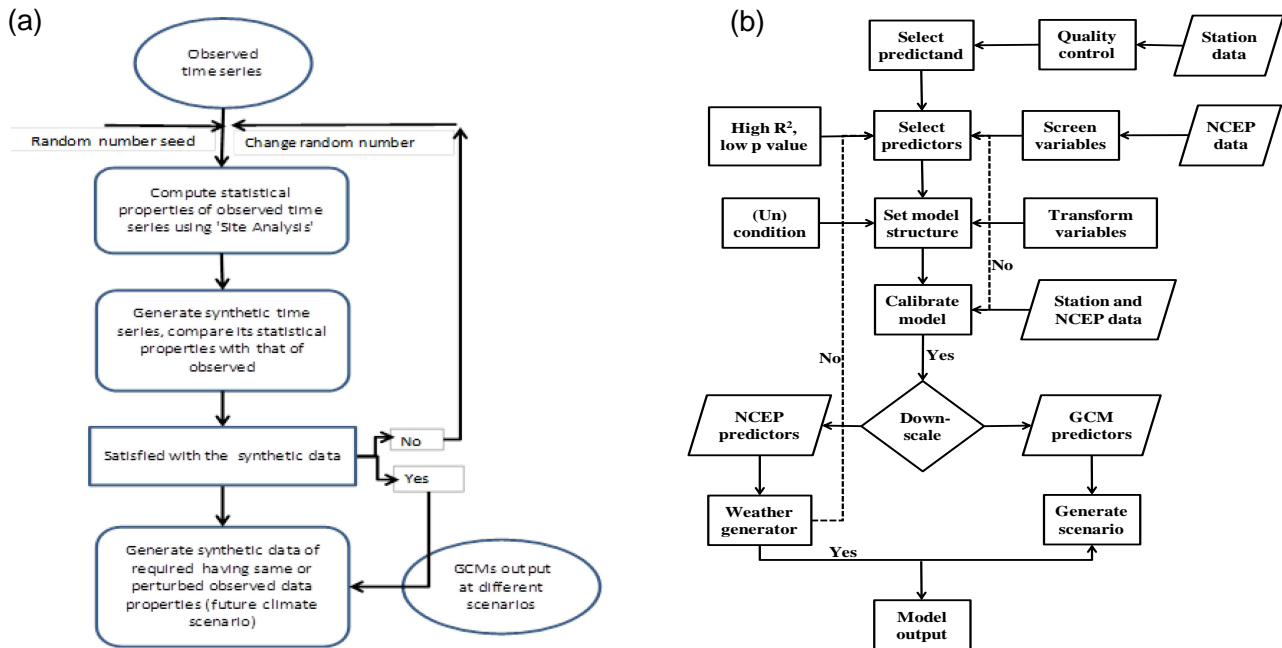 (a)
Observed
time series
Random number seed
Change random number
Compute statistical
properties of observed time
series using 'Site Analysis'
Generate synthetic time
series, compare its statistical
properties with that of
observed
Satisfied with the synthetic data
No
Yes
Generate synthetic data of
required having same or
perturbed observed data
properties (future climate
scenario)
GCMs output
at different
scenarios
(b)
Select
predictand
Quality
control
Station
data
High R², 
low p value
Select
predictors
Screen
variables
NCEP
data
(Un)
condition
Set model
structure
Transform
variables
No
Calibrate
model
Station and
NCEP data
No
Yes
NCEP
predictors
Down-
scale
GCM
predictors
Weather
generator
Generate
scenario
Yes
Model
output